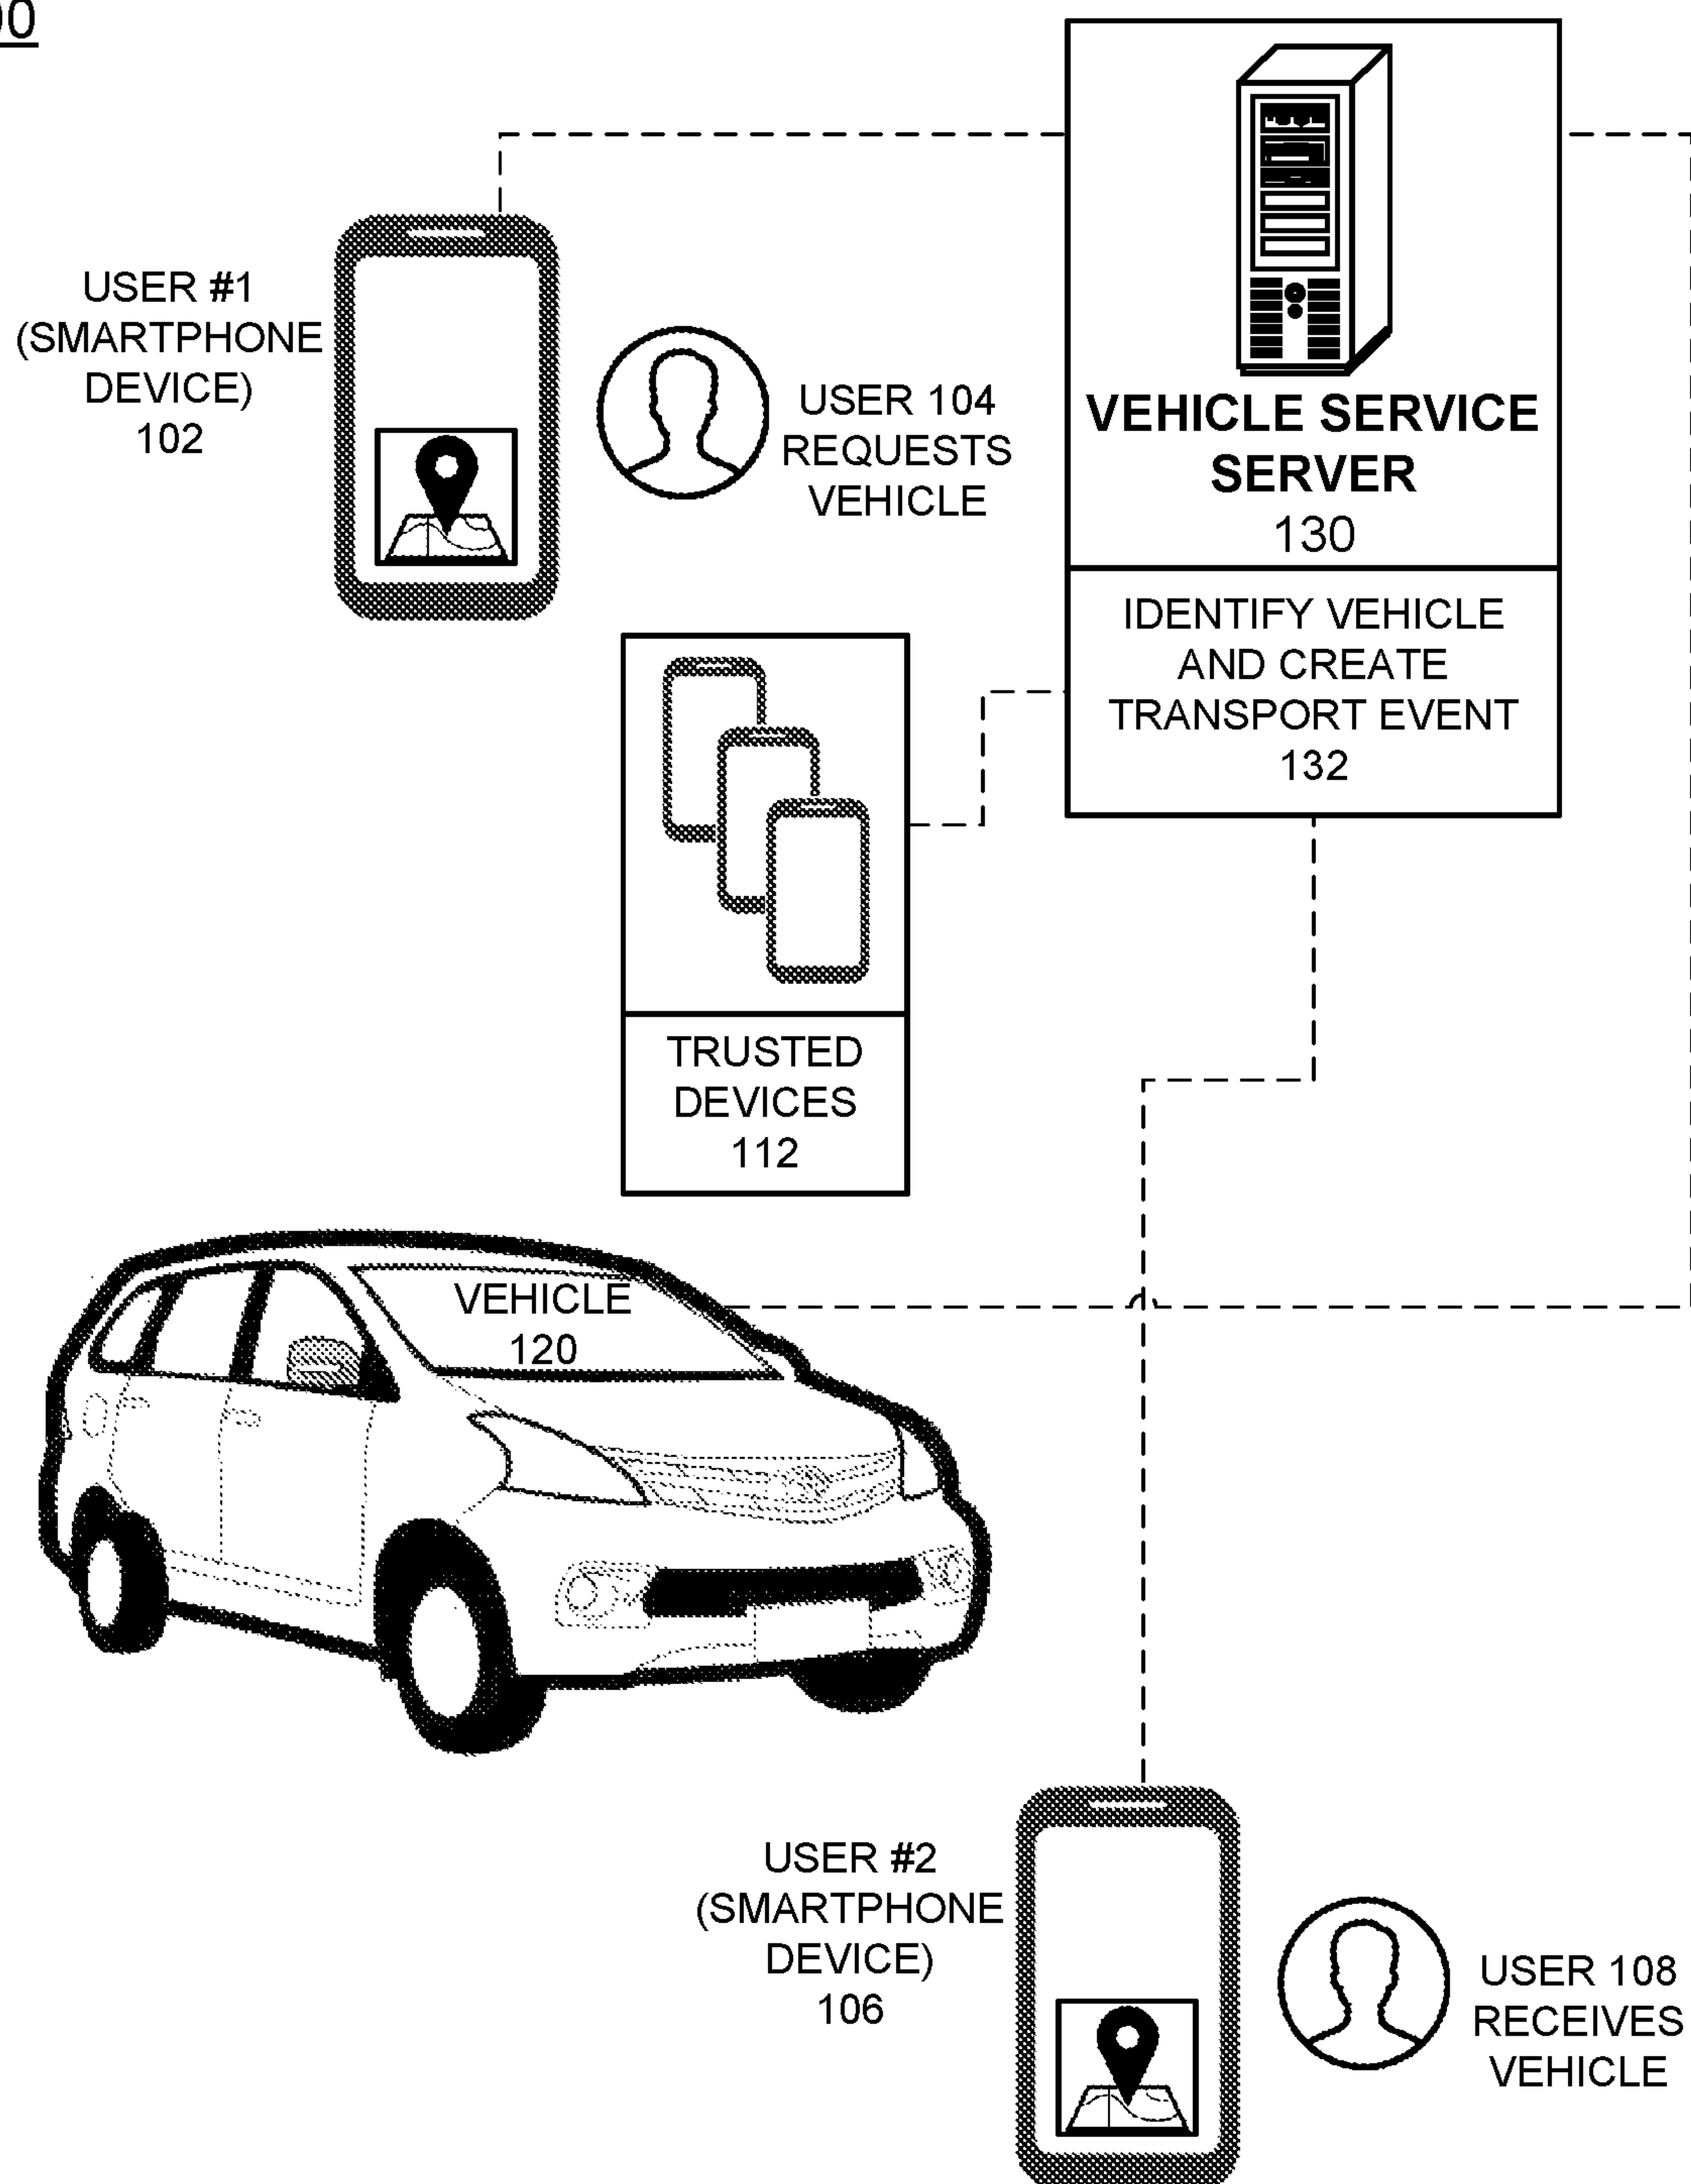 00
USER #1
(SMARTPHONE
DEVICE)
102
USER 104
REQUESTS
VEHICLE
VEHICLE SERVICE
SERVER
130
IDENTIFY VEHICLE
AND CREATE
TRANSPORT EVENT
132
TRUSTED
DEVICES
112
VEHICLE
120
USER #2
(SMARTPHONE
DEVICE)
106
USER 108
RECEIVES
VEHICLE